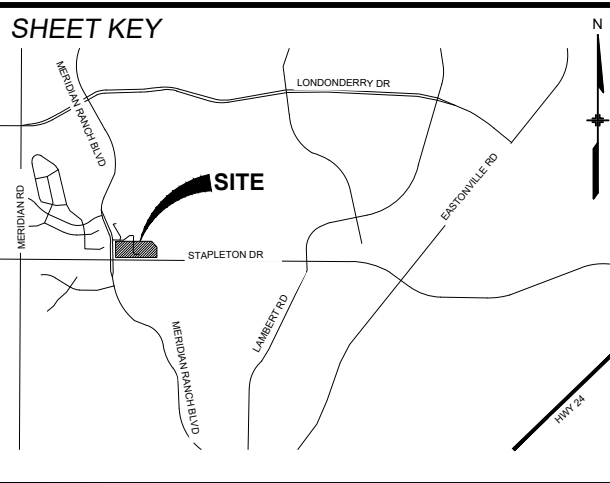 SHEET KEY
N
LONDONDERRY DR
MERIDIAN RANCH BLVD
EASTONVILLE RD
SITE
MERIDIAN RD
STAPLETON DR
LAMBERT RD
MERIDIAN RANCH BLVD
HWY 24